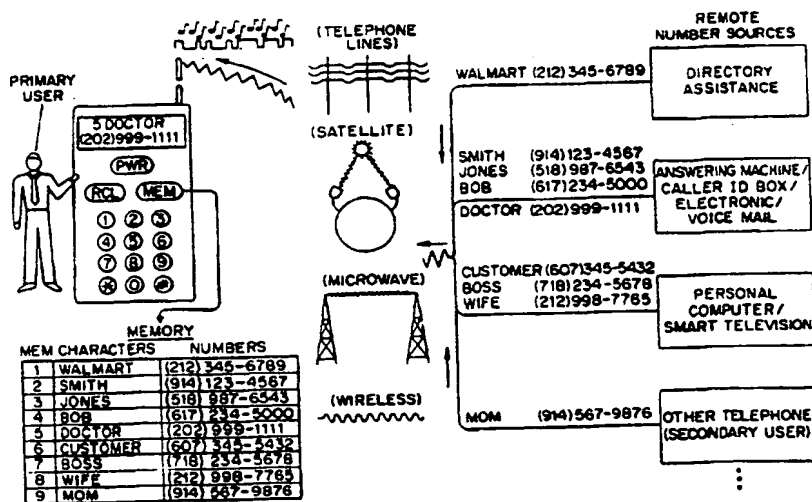 PRIMARY
USER
5 DOCTOR
(202)999-1111
PWR
RCL MEM
1 2 3
4 5 6
7 8 9
* 0 #
MEMORY
MEM CHARACTERS NUMBERS
1 WALMART (212) 345-6789
2 SMITH (914) 123-4567
3 JONES (518) 987-6543
4 BOB (617) 234-5000
5 DOCTOR (202) 999-1111
6 CUSTOMER (607) 345-5432
7 BOSS (718) 234-5678
8 WIFE (212) 998-7765
9 MOM (914) 567-9876
(TELEPHONE
LINES)
(SATELLITE)
(MICROWAVE)
(WIRELESS)
REMOTE
NUMBER SOURCES
WALMART (212) 345-6789
DIRECTORY
ASSISTANCE
SMITH (914) 123-4567
JONES (518) 987-6543
BOB (617) 234-5000
DOCTOR (202) 999-1111
ANSWERING MACHINE/
CALLER ID BOX/
ELECTRONIC/
VOICE MAIL
CUSTOMER (607)345-5432
BOSS (718) 234-5678
WIFE (212) 998-7765
PERSONAL
COMPUTER/
SMART TELEVISION
MOM (914) 567-9876
OTHER TELEPHONE
(SECONDARY USER)